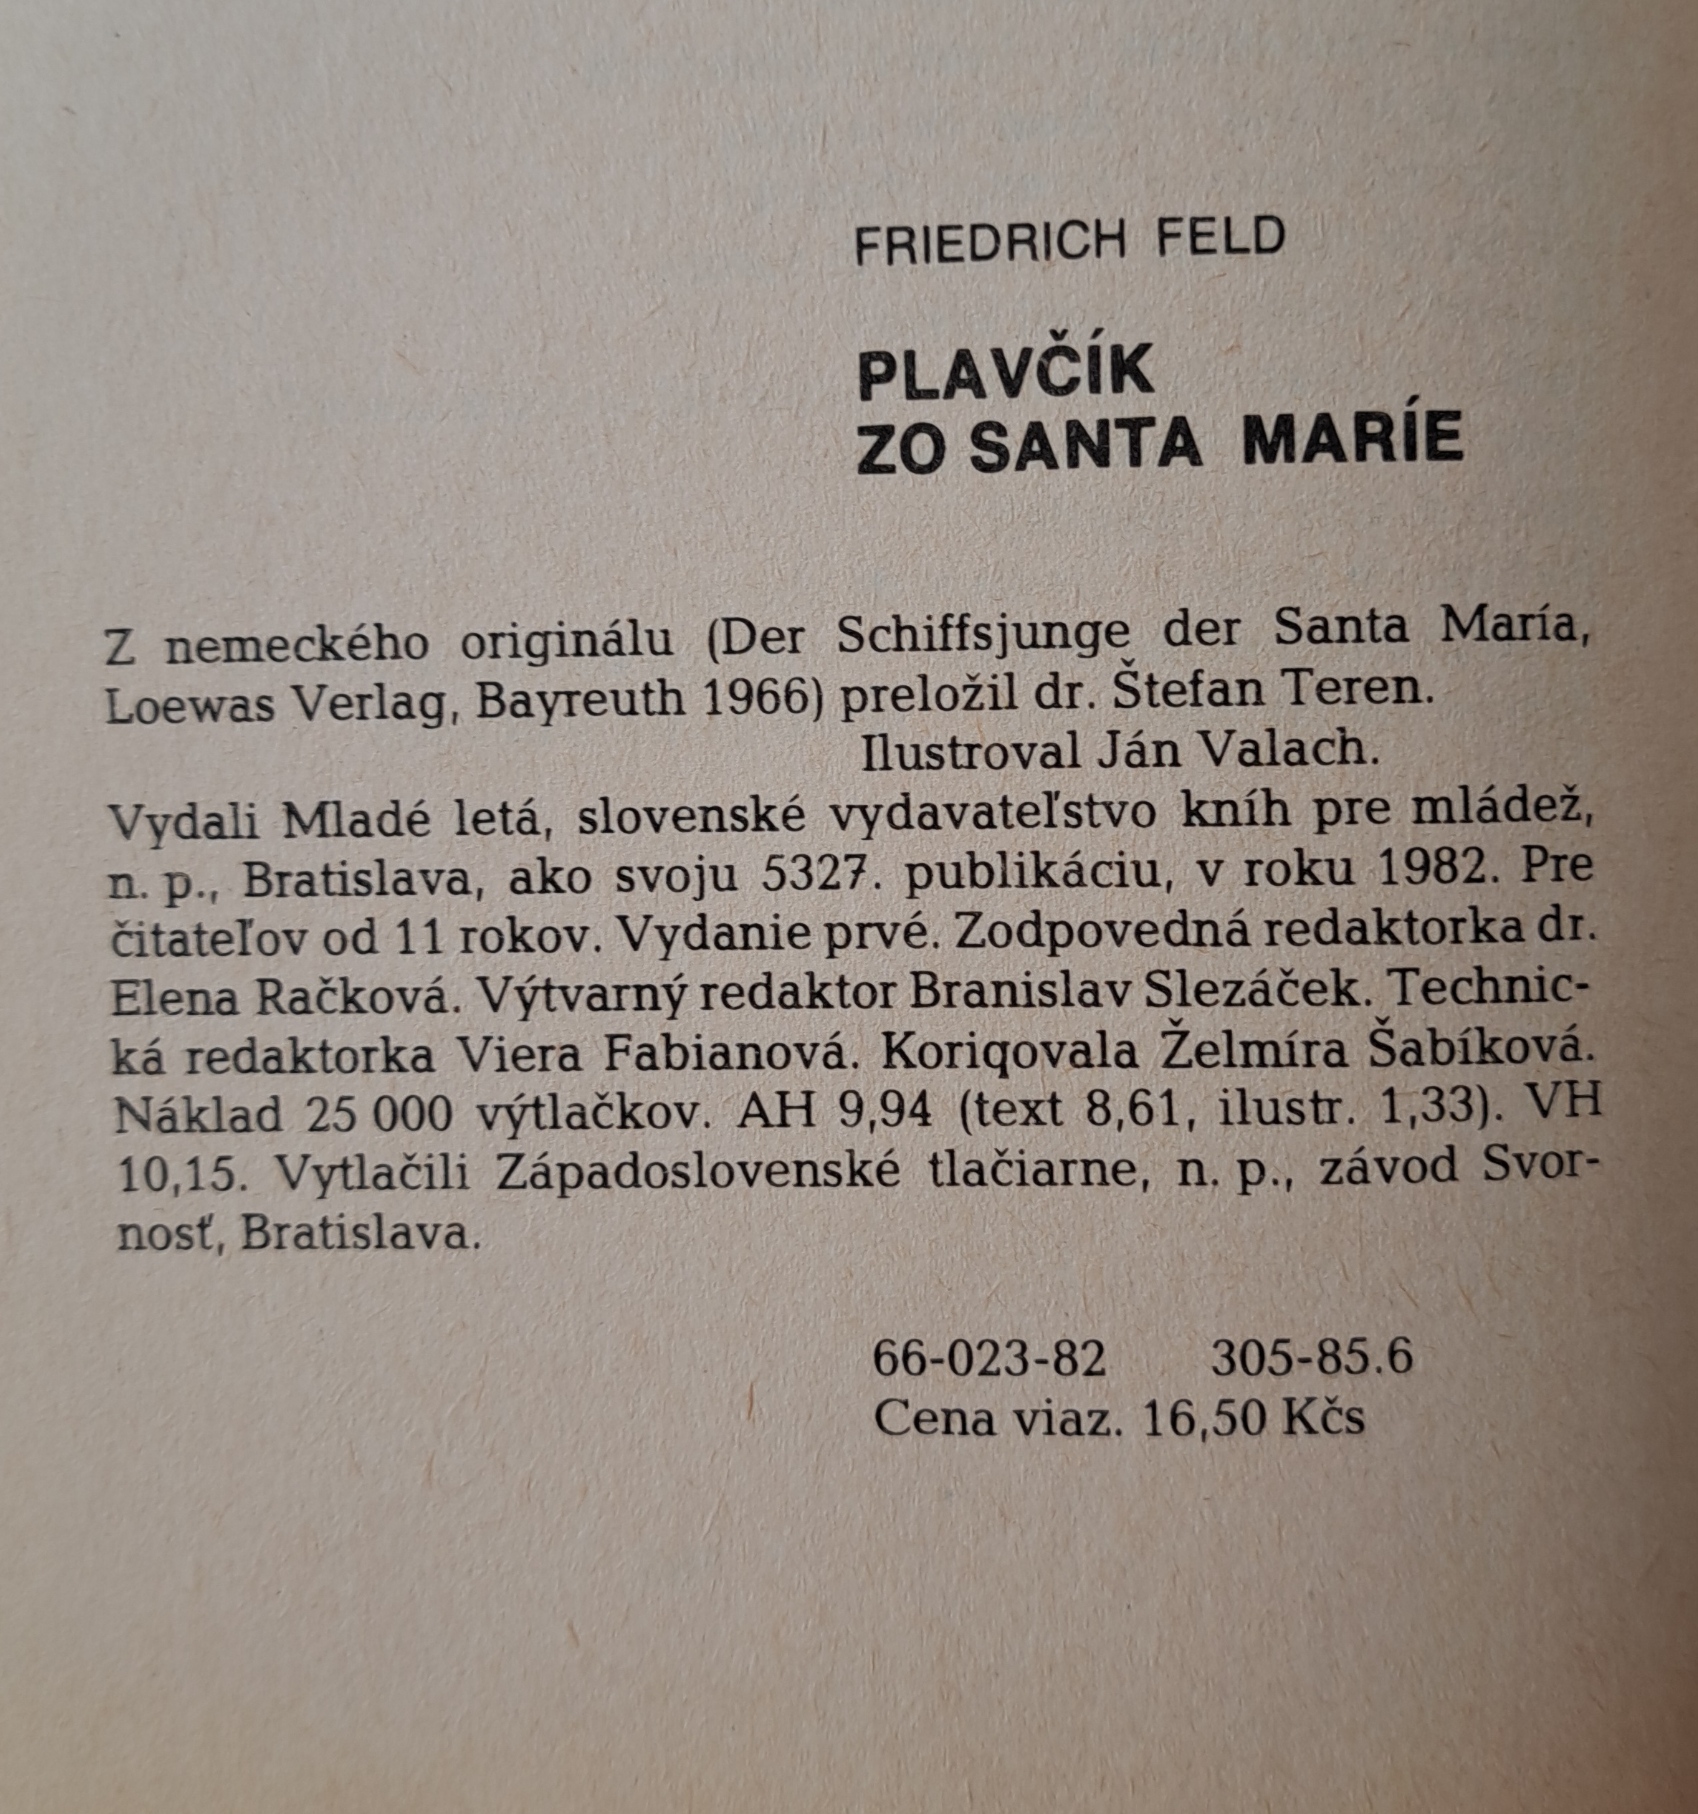 FRIEDRICH FELD
PLAVČÍK
ZO SANTA MARÍE
Z nemeckého originálu (Der Schiffsjunge der Santa María,
Loewas Verlag, Bayreuth 1966) preložil dr. Štefan Teren.
Ilustroval Ján Valach.
Vydali Mladé letá, slovenské vydavateľstvo kníh pre mládež,
n. p., Bratislava, ako svoju 5327. publikáciu, v roku 1982. Pre
čitateľov od 11 rokov. Vydanie prvé. Zodpovedná redaktorka dr.
Elena Račková. Výtvarný redaktor Branislav Slezáček. Technic-
ká redaktorka Viera Fabianová. Korigovala Želmíra Šabíková.
Náklad 25 000 výtlačkov. AH 9,94 (text 8,61, ilustr. 1,33). VH
10,15. Vytlačili Západoslovenské tlačiarne, n. p., závod Svor-
nosť, Bratislava.
66-023-82 305-85.6
Cena viaz. 16,50 Kčs